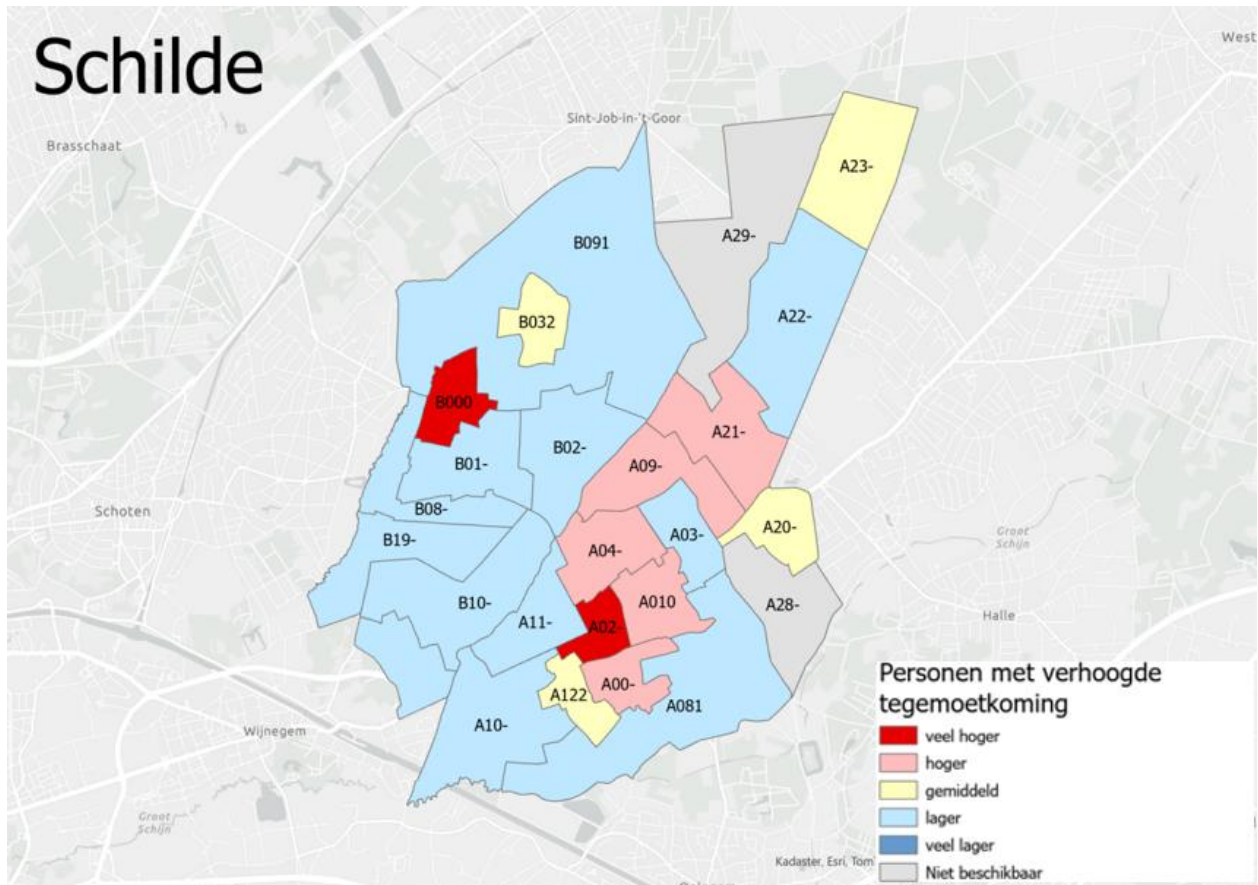 Schilde
West
Brasschaat
Sint-Job-in-'t-Goor
A23-
A29-
B091
A22-
B032
B000
A21-
B02-
B01-
A09-
B08-
Schoten
A20-
A03-
B19-
A04-
Groot
Schijn
A010
B10-
A28-
Halle
A11-
A02-
A00-
A122
A081
A10-
Wijnegem
Groot
Schijn
Personen met verhoogde
tegemoetkoming
veel hoger
hoger
gemiddeld
lager
veel lager
Niet beschikbaar
Kadaster, Esri, Tom